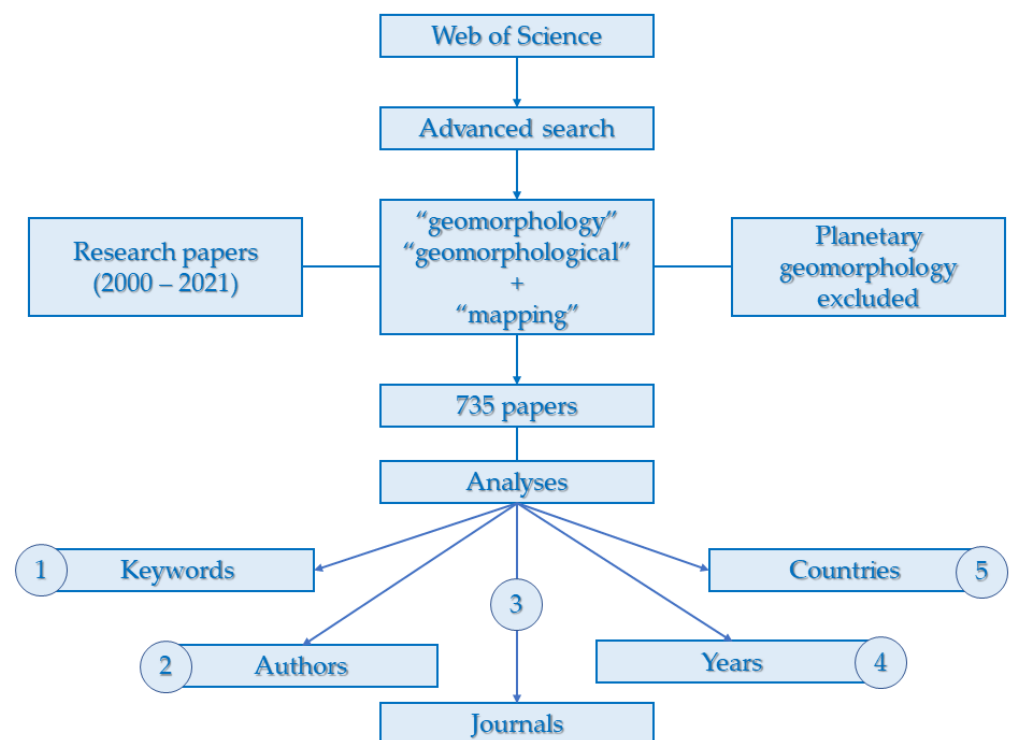 Web of Science
Advanced search
“geomorphology”
“geomorphological”
+
“mapping”
Research papers
(2000 – 2021)
Planetary
geomorphology
excluded
735 papers
Analyses
1 Keywords
2 Authors
3
Journals
Years 4
Countries 5